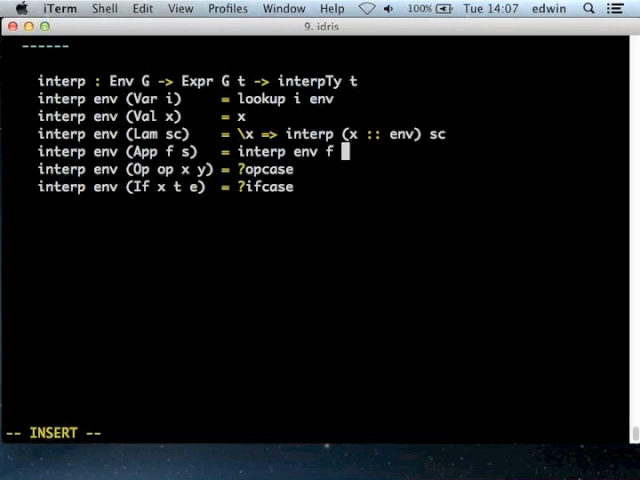 iTerm Shell Edit View Profiles Window Help 100% Tue 14:07 edwin
9. idris
------
interp : Env G -> Expr G t -> interpTy t
interp env (Var i) = lookup i env
interp env (Val x) = x
interp env (Lam sc) = \x => interp (x :: env) sc
interp env (App f s) = interp env f
interp env (Op op x y) = ?opcase
interp env (If x t e) = ?ifcase
-- INSERT --